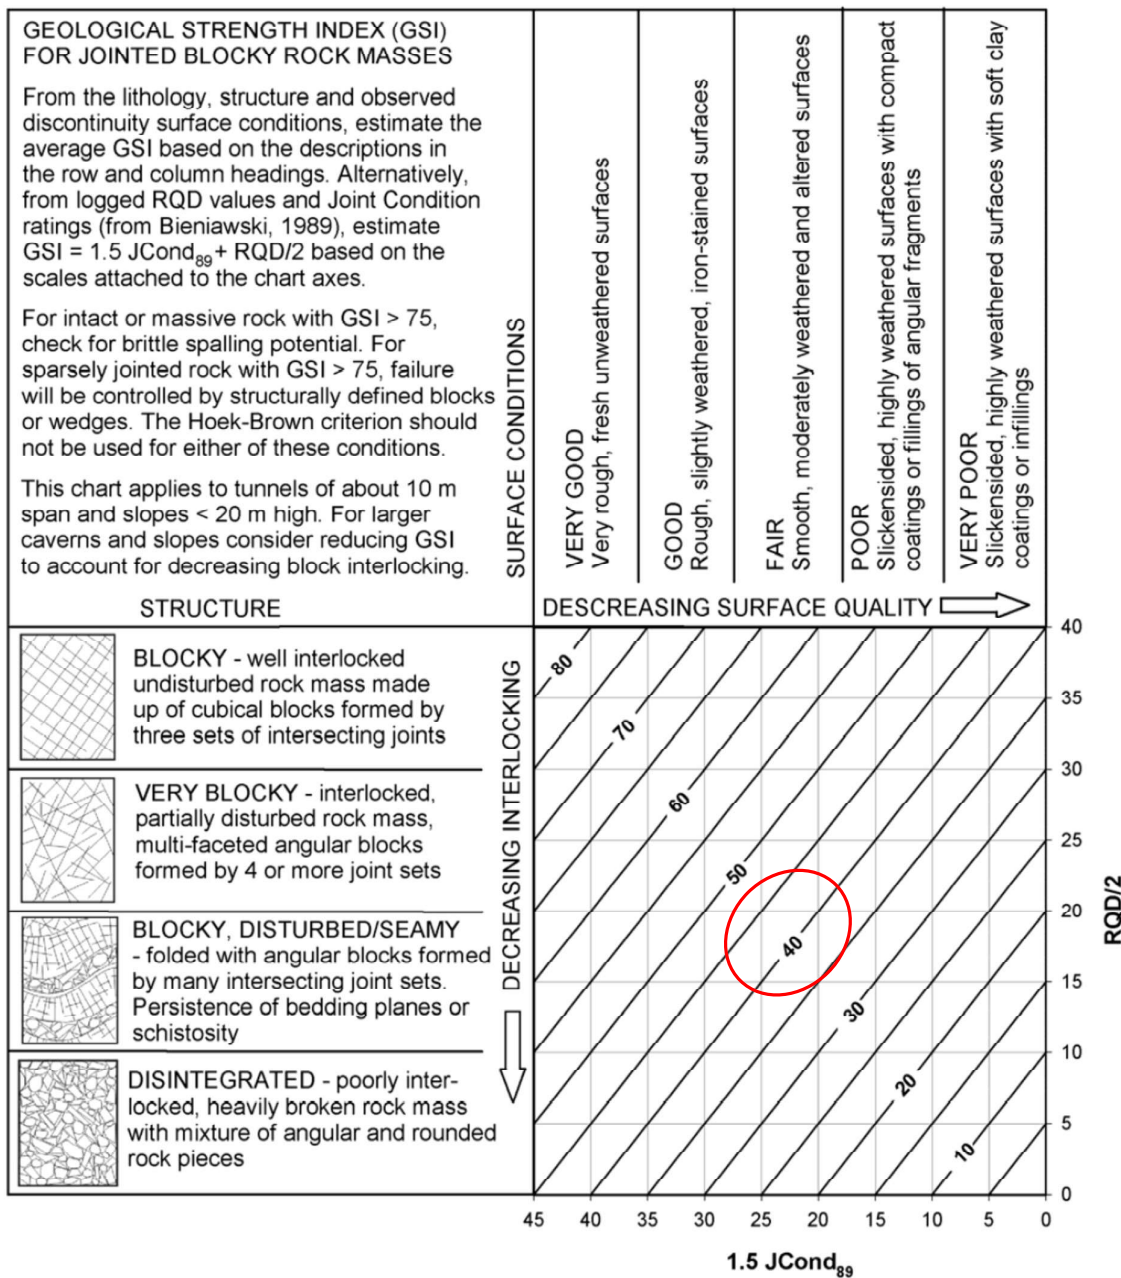 GEOLOGICAL STRENGTH INDEX (GSI)
FOR JOINTED BLOCKY ROCK MASSES
From the lithology, structure and observed
discontinuity surface conditions, estimate the
average GSI based on the descriptions in
the row and column headings. Alternatively,
from logged RQD values and Joint Condition
ratings (from Bieniawski, 1989), estimate
GSI = 1.5 JCond89 + RQD/2 based on the
scales attached to the chart axes.
For intact or massive rock with GSI > 75,
check for brittle spalling potential. For
sparsely jointed rock with GSI > 75, failure
will be controlled by structurally defined blocks
or wedges. The Hoek-Brown criterion should
not be used for either of these conditions.
This chart applies to tunnels of about 10 m
span and slopes < 20 m high. For larger
caverns and slopes consider reducing GSI
to account for decreasing block interlocking.
SURFACE CONDITIONS
VERY GOOD
Very rough, fresh unweathered surfaces
GOOD
Rough, slightly weathered, iron-stained surfaces
FAIR
Smooth, moderately weathered and altered surfaces
POOR
Slickensided, highly weathered surfaces with compact
coatings or fillings of angular fragments
VERY POOR
Slickensided, highly weathered surfaces with soft clay
coatings or infillings
STRUCTURE
DESCREASING SURFACE QUALITY
BLOCKY - well interlocked
undisturbed rock mass made
up of cubical blocks formed by
three sets of intersecting joints
VERY BLOCKY - interlocked,
partially disturbed rock mass,
multi-faceted angular blocks
formed by 4 or more joint sets
BLOCKY, DISTURBED/SEAMY
- folded with angular blocks formed
by many intersecting joint sets.
Persistence of bedding planes or
schistosity
DISINTEGRATED - poorly inter-
locked, heavily broken rock mass
with mixture of angular and rounded
rock pieces
DECREASING INTERLOCKING
80
70
60
50
40
30
20
10
40
35
30
25
20
15
10
5
0
RQD/2
45 40 35 30 25 20 15 10 5 0
1.5 JCond89